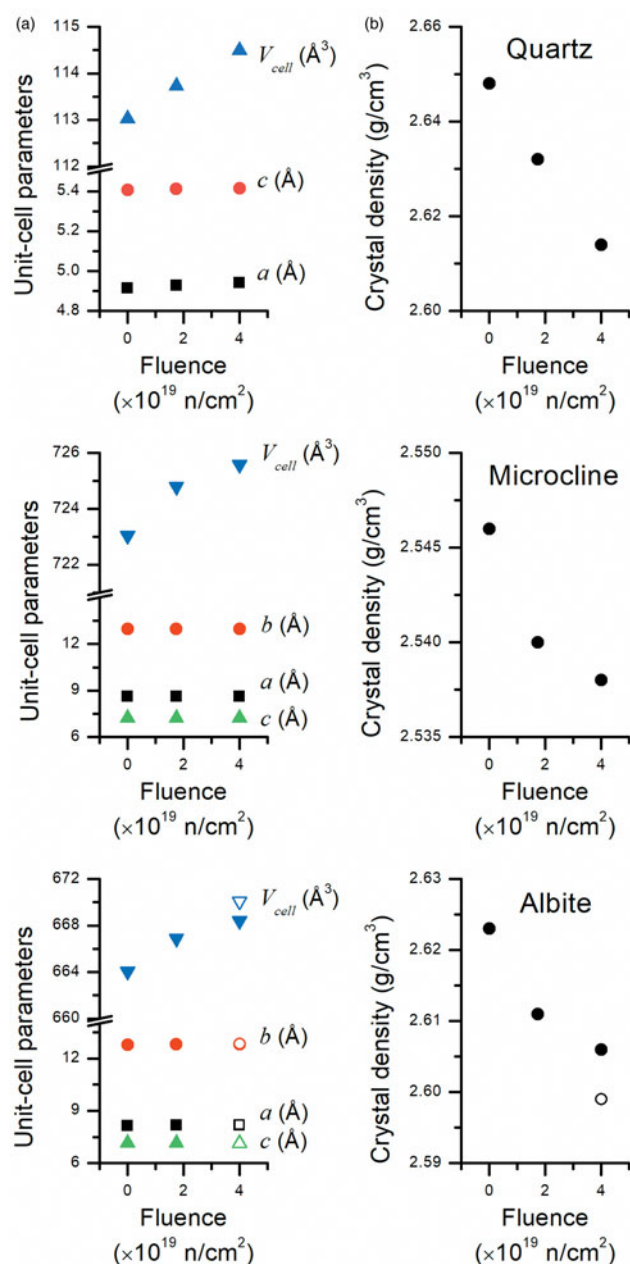 (a)
115
114
113
112
5.4
5.1
4.8
Unit-cell parameters
V_cell (Å³)
c (Å)
a (Å)
0 2 4
Fluence
(×10¹⁹ n/cm²)
(b)
Quartz
2.66
2.64
2.62
2.60
Crystal density (g/cm³)
0 2 4
Fluence
(×10¹⁹ n/cm²)
726
724
722
12
9
6
Unit-cell parameters
V_cell (Å³)
b (Å)
a (Å)
c (Å)
0 2 4
Fluence
(×10¹⁹ n/cm²)
Microcline
2.550
2.545
2.540
2.535
Crystal density (g/cm³)
0 2 4
Fluence
(×10¹⁹ n/cm²)
672
668
664
660
12
9
6
Unit-cell parameters
V_cell (Å³)
b (Å)
a (Å)
c (Å)
0 2 4
Fluence
(×10¹⁹ n/cm²)
Albite
2.63
2.62
2.61
2.60
2.59
Crystal density (g/cm³)
0 2 4
Fluence
(×10¹⁹ n/cm²)